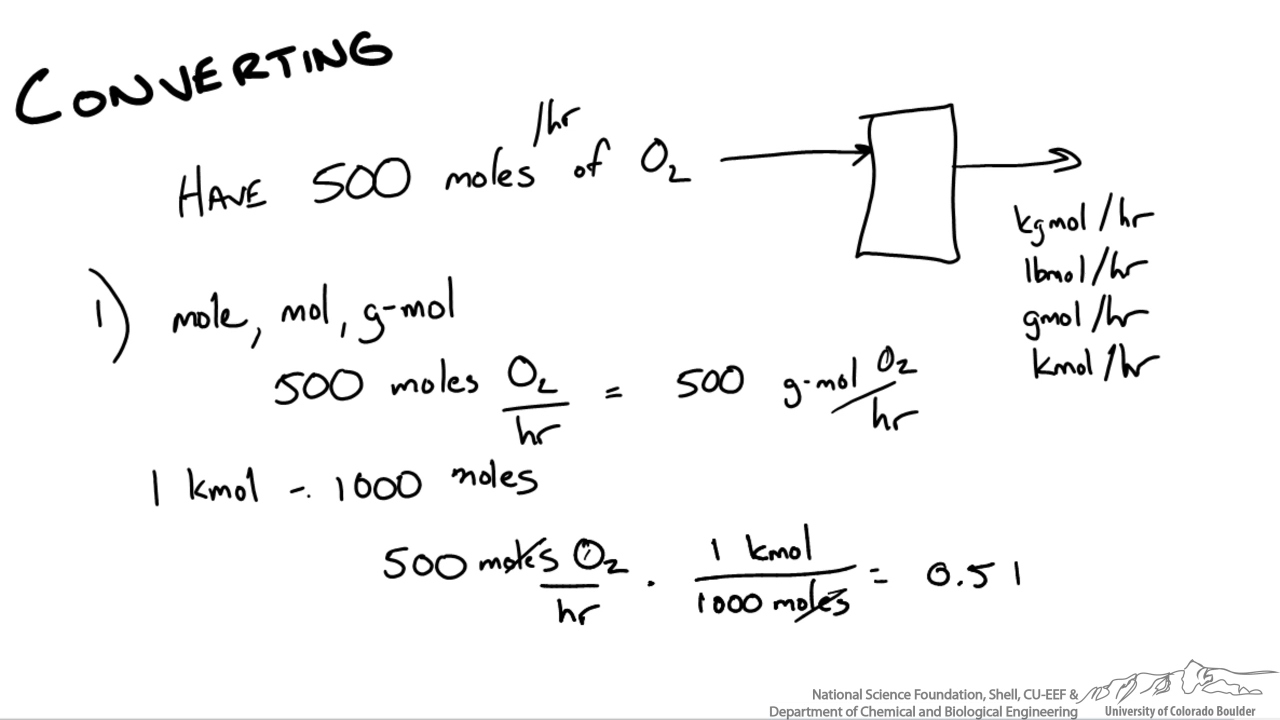 CONVERTING
/hr
HAVE 500 moles of O2
kgmol/hr
lbmol/hr
gmol/hr
kmol/hr
1) mole, mol, g-mol
500 moles O2/hr = 500 g-mol O2/hr
1 kmol = 1000 moles
500 moles O2/hr · 1 kmol/1000 moles = 0.5 |
National Science Foundation, Shell, CU-EEF &
Department of Chemical and Biological Engineering
University of Colorado Boulder